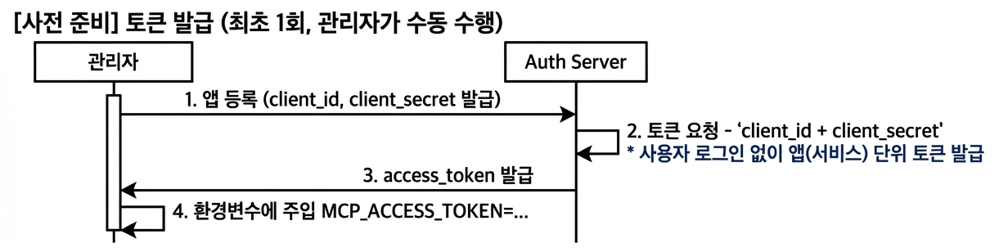 [사전 준비] 토큰 발급 (최초 1회, 관리자가 수동 수행)
관리자
Auth Server
1. 앱 등록 (client_id, client_secret 발급)
2. 토큰 요청 - ‘client_id + client_secret’
* 사용자 로그인 없이 앱(서비스) 단위 토큰 발급
3. access_token 발급
4. 환경변수에 주입 MCP_ACCESS_TOKEN=...